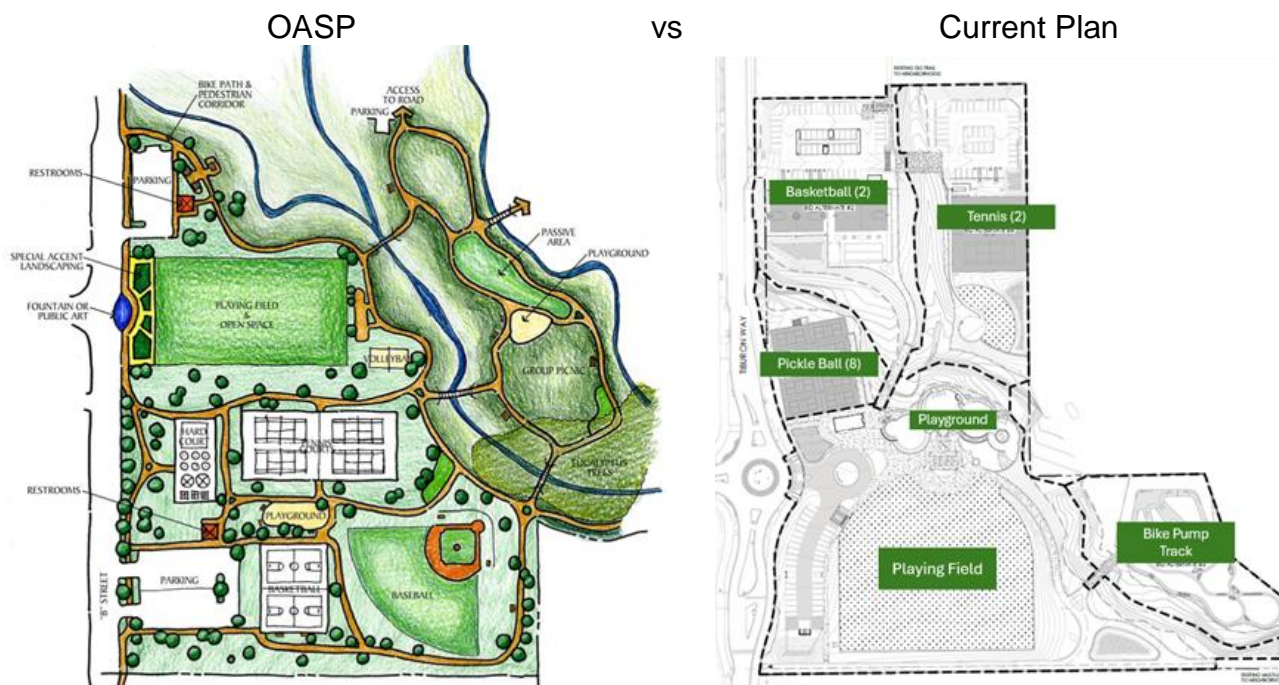 OASP vs Current Plan
BIKE PATH &
PEDESTRIAN
CORRIDOR
ACCESS
TO ROAD
PARKING
RESTROOMS
PARKING
SPECIAL ACCENT
LANDSCAPING
PASSIVE
AREA
PLAYGROUND
FOUNTAIN OR
PUBLIC ART
PLAYING FILED
&
OPEN SPACE
VOLLEYBALL
GROUP PICNIC
HARD
COURT
TENNIS
COURTS
EUCALYPTUS
TREES
RESTROOMS
PLAYGROUND
"B" STREET
PARKING
BASKETBALL
BASEBALL
TO NEIGHBORHOODS
Basketball (2)
Tennis (2)
TIBURON WAY
Pickle Ball (8)
Playground
Bike Pump
Track
Playing Field